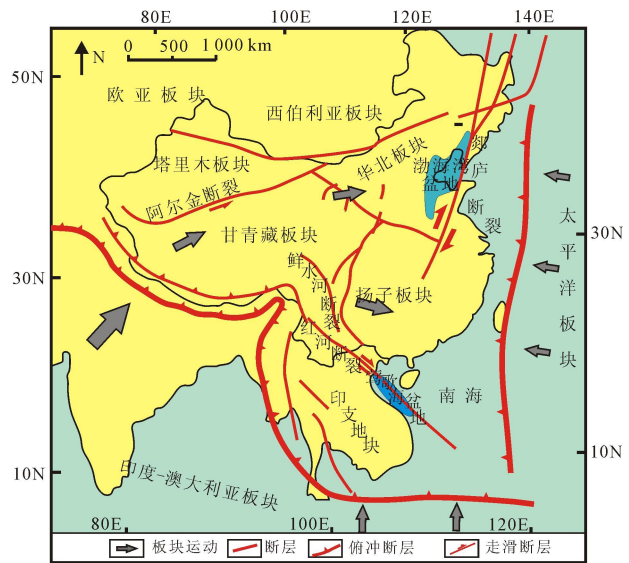 80E 100E 120E 140E
N
0 500 1 000 km
50N
欧亚板块
西伯利亚板块
华北板块
郯庐断裂
渤海湾盆地
塔里木板块
阿尔金断裂
甘青藏板块
太平洋板块
30N
30N
鲜水河断裂
扬子板块
红河断裂
莺歌海盆地
南海
印支地块
10N
10N
印度-澳大利亚板块
80E 100E 120E
板块运动 断层 俯冲断层 走滑断层